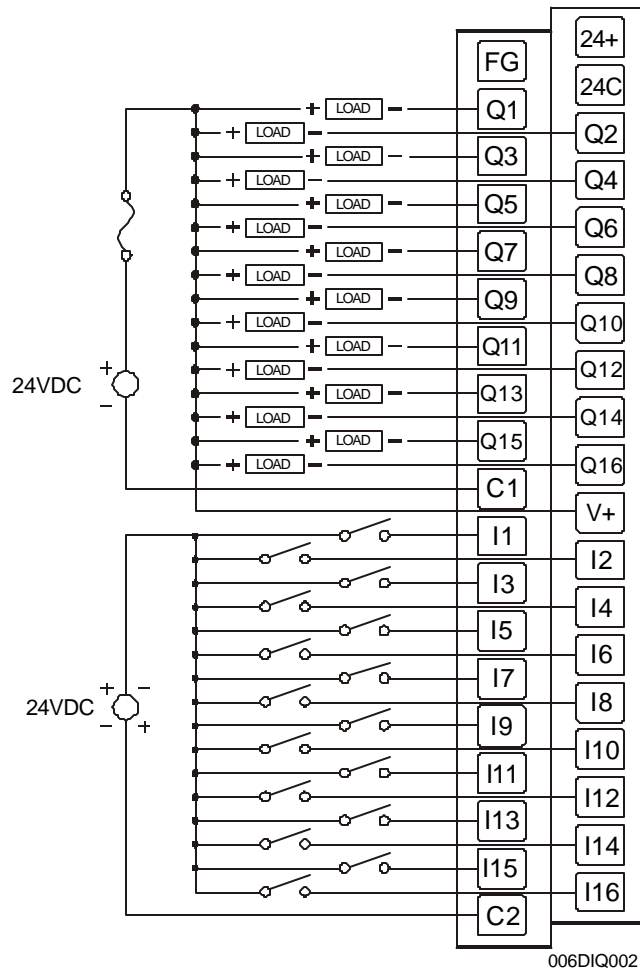 24+
FG
24C
+ LOAD − Q1
+ LOAD − Q2
+ LOAD − Q3
+ LOAD − Q4
+ LOAD − Q5
+ LOAD − Q6
+ LOAD − Q7
+ LOAD − Q8
+ LOAD − Q9
+ LOAD − Q10
+ LOAD − Q11
+ LOAD − Q12
24VDC + −
+ LOAD − Q13
+ LOAD − Q14
+ LOAD − Q15
+ LOAD − Q16
C1
V+
I1
I2
I3
I4
I5
I6
I7
24VDC + − − +
I8
I9
I10
I11
I12
I13
I14
I15
I16
C2
006DIQ002